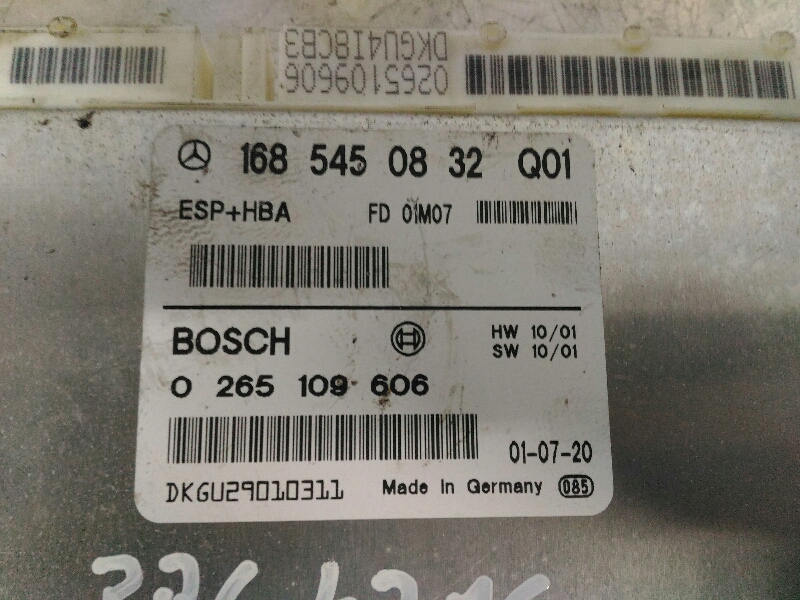 0265109606
DKGU4I8CB3
168 545 08 32 Q01
ESP+HBA FD 01M07
BOSCH HW 10/01
SW 10/01
0 265 109 606
01-07-20
DKGU29010311 Made in Germany 085